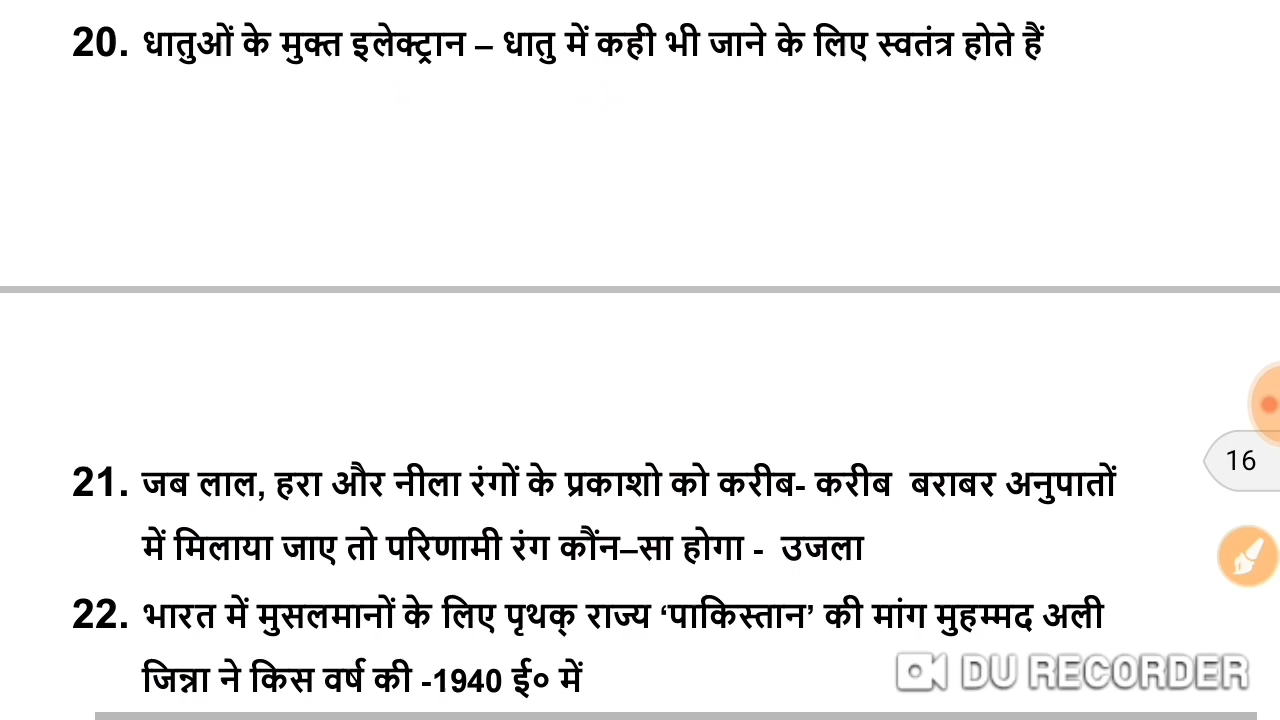 20. धातुओं के मुक्त इलेक्ट्रान – धातु में कही भी जाने के लिए स्वतंत्र होते हैं
21. जब लाल, हरा और नीला रंगों के प्रकाशो को करीब- करीब बराबर अनुपातों
में मिलाया जाए तो परिणामी रंग कौंन–सा होगा - उजला
22. भारत में मुसलमानों के लिए पृथक् राज्य ‘पाकिस्तान’ की मांग मुहम्मद अली
जिन्ना ने किस वर्ष की -1940 ई० में
16
DU RECORDER